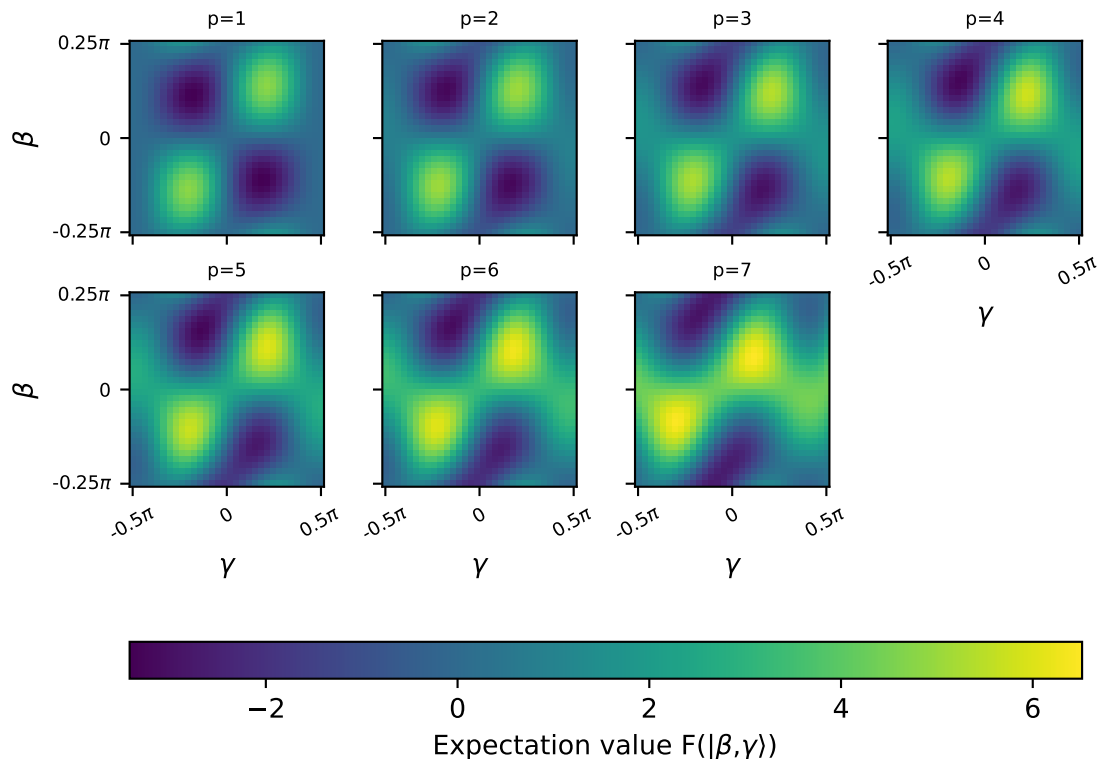 p=1 p=2 p=3 p=4
0.25π
β 0
-0.25π
-0.5π 0 0.5π
γ
p=5 p=6 p=7
0.25π
β 0
-0.25π
-0.5π 0 0.5π -0.5π 0 0.5π -0.5π 0 0.5π
γ γ γ
−2 0 2 4 6
Expectation value F(|β,γ⟩)